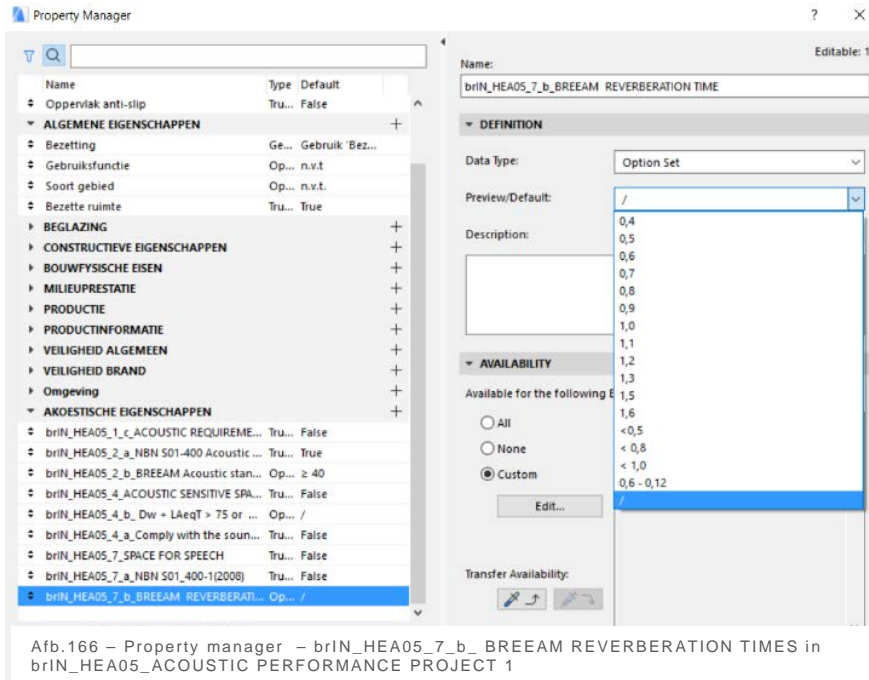 Property Manager ? ×
Name Type Default
Oppervlak anti-slip Tru... False
ALGEMENE EIGENSCHAPPEN +
Bezetting Ge... Gebruik 'Bez...
Gebruiksfunctie Op... n.v.t
Soort gebied Op... n.v.t.
Bezette ruimte Tru... True
BEGLAZING +
CONSTRUCTIEVE EIGENSCHAPPEN +
BOUWFYSISCHE EISEN +
MILIEUPRESTATIE +
PRODUCTIE +
PRODUCTINFORMATIE +
VEILIGHEID ALGEMEEN +
VEILIGHEID BRAND +
Omgeving +
AKOESTISCHE EIGENSCHAPPEN +
brIN_HEA05_1_c_ACOUSTIC REQUIREME... Tru... False
brIN_HEA05_2_a_NBN S01-400 Acoustic ... Tru... True
brIN_HEA05_2_b_BREEAM Acoustic stan... Op... ≥ 40
brIN_HEA05_4_ACOUSTIC SENSITIVE SPA... Tru... False
brIN_HEA05_4_b_ Dw + LAeqT > 75 or ... Op... /
brIN_HEA05_4_a_Comply with the soun... Tru... False
brIN_HEA05_7_SPACE FOR SPEECH Tru... False
brIN_HEA05_7_a_NBN S01_400-1(2008) Tru... False
brIN_HEA05_7_b_BREEAM REVERBERATI... Op... /
Editable: 1
Name:
brIN_HEA05_7_b_BREEAM REVERBERATION TIME
DEFINITION
Data Type: Option Set
Preview/Default: /
0,4
0,5
Description:
0,6
0,7
0,8
0,9
1,0
1,1
1,2
AVAILABILITY
1,3
Available for the following E
1,5
1,6
All
<0,5
None
< 0,8
< 1,0
Custom
0,6 - 0,12
/
Edit...
Transfer Availability:
Afb.166 – Property manager – brIN_HEA05_7_b_ BREEAM REVERBERATION TIMES in
brIN_HEA05_ACOUSTIC PERFORMANCE PROJECT 1